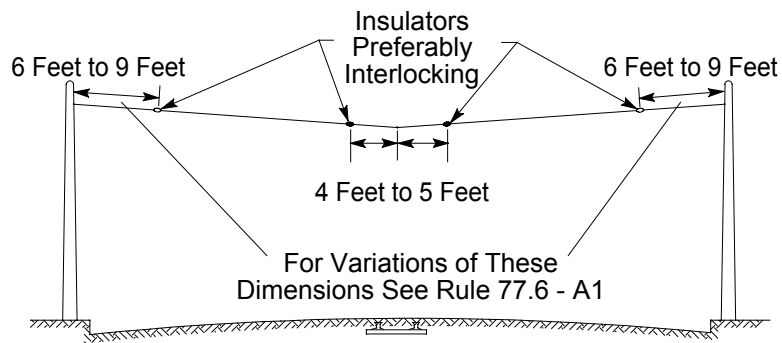 Insulators
Preferably
Interlocking
6 Feet to 9 Feet
6 Feet to 9 Feet
4 Feet to 5 Feet
For Variations of These
Dimensions See Rule 77.6 - A1